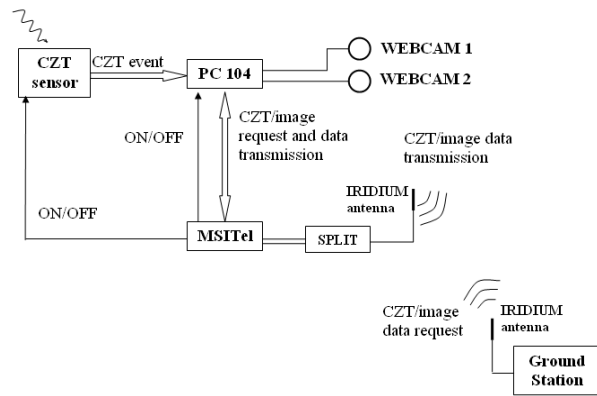 WEBCAM 1
CZT
sensor
CZT event
PC 104
WEBCAM 2
ON/OFF
CZT/image
request and data
transmission
CZT/image data
transmission
IRIDIUM
antenna
ON/OFF
MSITel
SPLIT
CZT/image
data request
IRIDIUM
antenna
Ground
Station